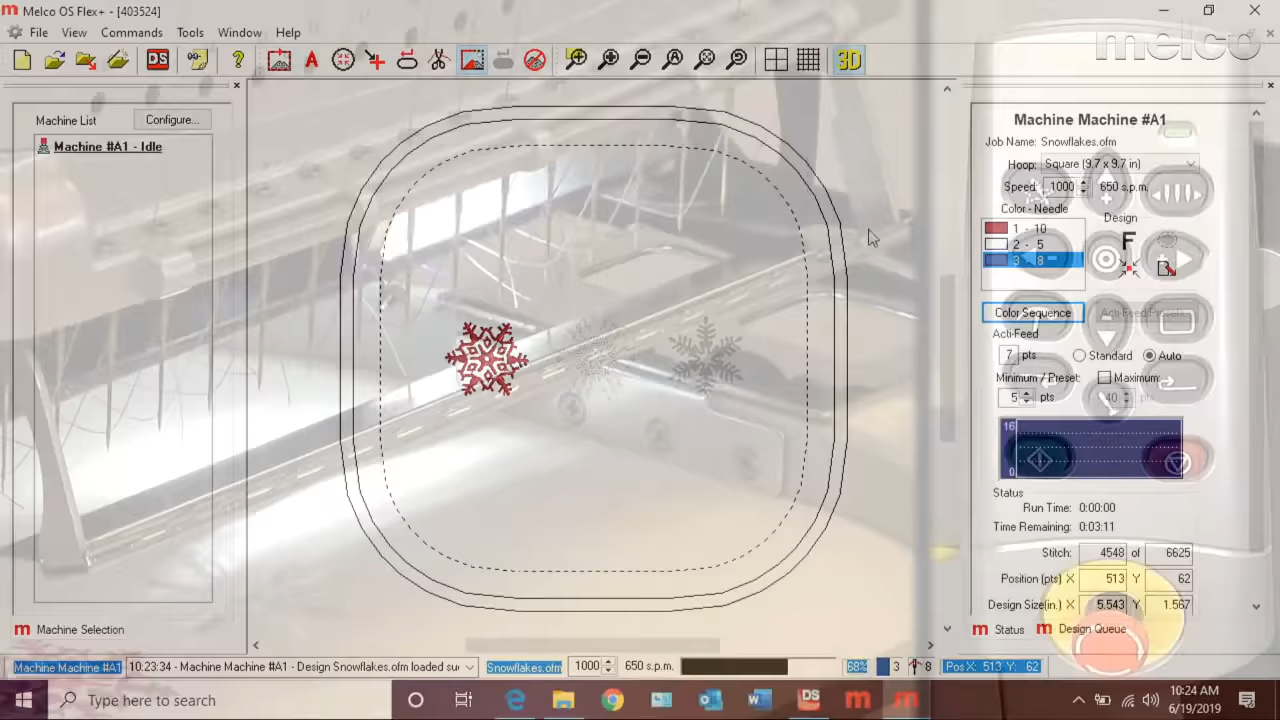 Melco OS Flex+ - [403524]
File View Commands Tools Window Help
DS A ? 3D
melco
Machine List Configure...
Machine #A1 - Idle
Machine Machine #A1
Job Name: Snowflakes.ofm
Hoop: Square (9.7 x 9.7 in)
Speed: 1000 650 s.p.m.
Color - Needle
Design
1 - 10
2 - 5
3 - 8
F
Color Sequence
Acti-Feed
7 pts Standard Auto
Minimum / Preset: Maximum:
5 pts 40 pts
16
0
Status
Run Time: 0:00:00
Time Remaining: 0:03:11
Stitch: 4548 of 6625
Position (pts) X 513 Y 62
Design Size(in.) X 5.543 Y 1.567
m Machine Selection
m Status m Design Queue
Machine Machine #A1 10:23:34 - Machine Machine #A1 - Design Snowflakes.ofm loaded su Snowflakes.ofm 1000 650 s.p.m. 68% 3 8 Pos X: 513 Y: 62
Type here to search
DS m m
10:24 AM
6/19/2019